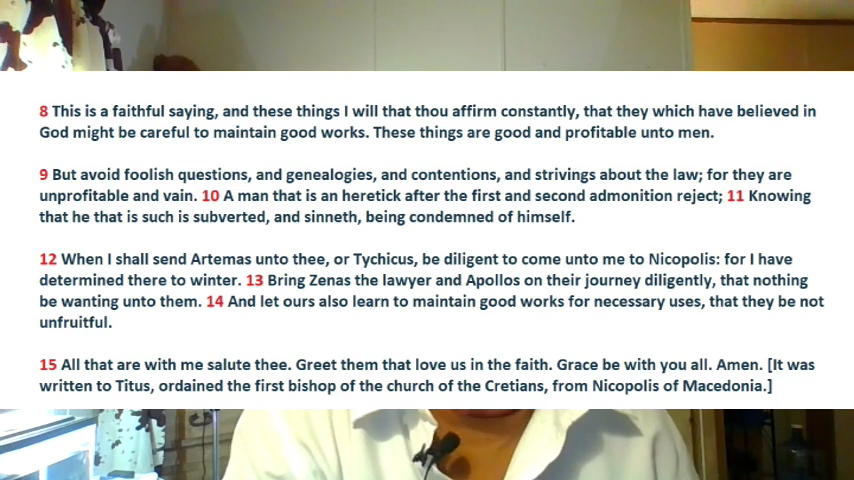 8 This is a faithful saying, and these things I will that thou affirm constantly, that they which have believed in
God might be careful to maintain good works. These things are good and profitable unto men.
9 But avoid foolish questions, and genealogies, and contentions, and strivings about the law; for they are
unprofitable and vain. 10 A man that is an heretick after the first and second admonition reject; 11 Knowing
that he that is such is subverted, and sinneth, being condemned of himself.
12 When I shall send Artemas unto thee, or Tychicus, be diligent to come unto me to Nicopolis: for I have
determined there to winter. 13 Bring Zenas the lawyer and Apollos on their journey diligently, that nothing
be wanting unto them. 14 And let ours also learn to maintain good works for necessary uses, that they be not
unfruitful.
15 All that are with me salute thee. Greet them that love us in the faith. Grace be with you all. Amen. [It was
written to Titus, ordained the first bishop of the church of the Cretians, from Nicopolis of Macedonia.]